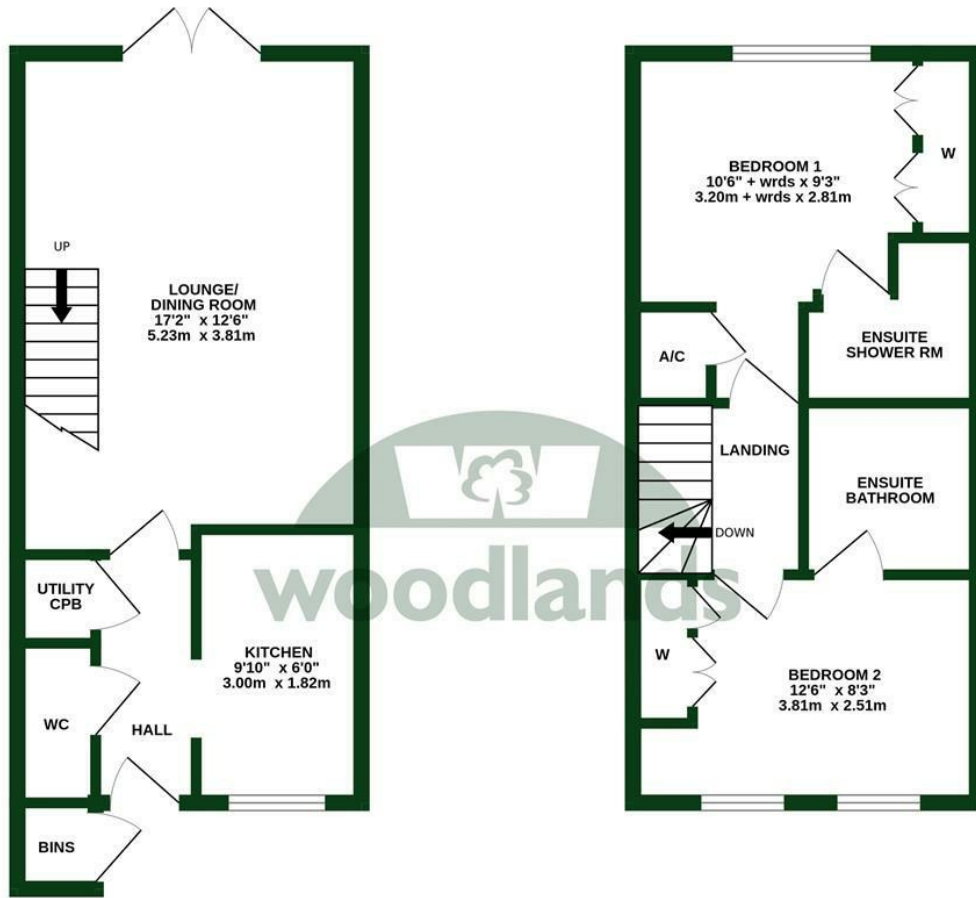 UP
LOUNGE/
DINING ROOM
17'2" x 12'6"
5.23m x 3.81m
UTILITY
CPB
WC
HALL
KITCHEN
9'10" x 6'0"
3.00m x 1.82m
BINS
BEDROOM 1
10'6" + wrds x 9'3"
3.20m + wrds x 2.81m
W
A/C
ENSUITE
SHOWER RM
LANDING
DOWN
ENSUITE
BATHROOM
W
BEDROOM 2
12'6" x 8'3"
3.81m x 2.51m
woodlands